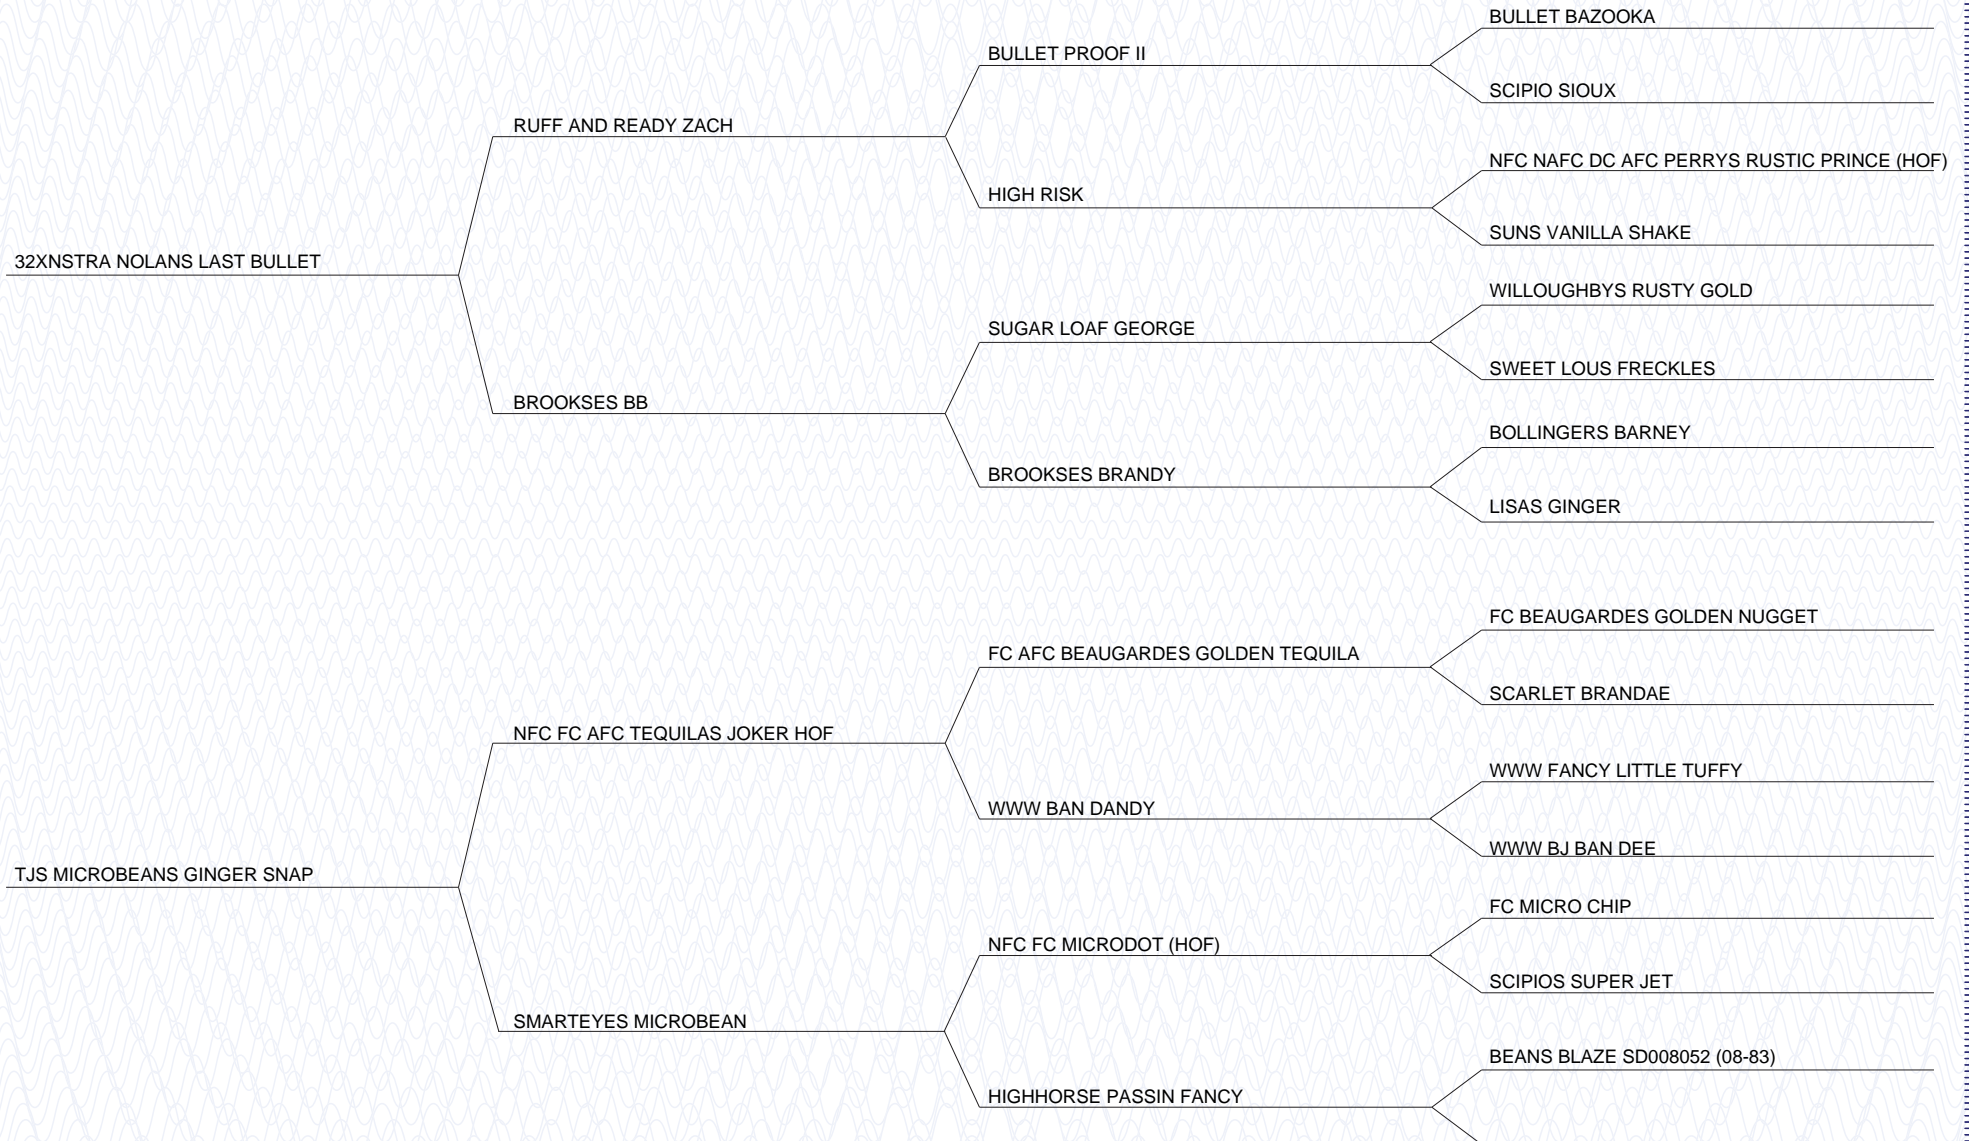 BULLET BAZOOKA
BULLET PROOF II
SCIPIO SIOUX
RUFF AND READY ZACH
NFC NAFC DC AFC PERRYS RUSTIC PRINCE (HOF)
HIGH RISK
SUNS VANILLA SHAKE
32XNSTRA NOLANS LAST BULLET
WILLOUGHBYS RUSTY GOLD
SUGAR LOAF GEORGE
SWEET LOUS FRECKLES
BROOKSES BB
BOLLINGERS BARNEY
BROOKSES BRANDY
LISAS GINGER
FC BEAUGARDES GOLDEN NUGGET
FC AFC BEAUGARDES GOLDEN TEQUILA
SCARLET BRANDAE
NFC FC AFC TEQUILAS JOKER HOF
WWW FANCY LITTLE TUFFY
WWW BAN DANDY
WWW BJ BAN DEE
TJS MICROBEANS GINGER SNAP
FC MICRO CHIP
NFC FC MICRODOT (HOF)
SCIPIOS SUPER JET
SMARTEYES MICROBEAN
BEANS BLAZE SD008052 (08-83)
HIGHHORSE PASSIN FANCY